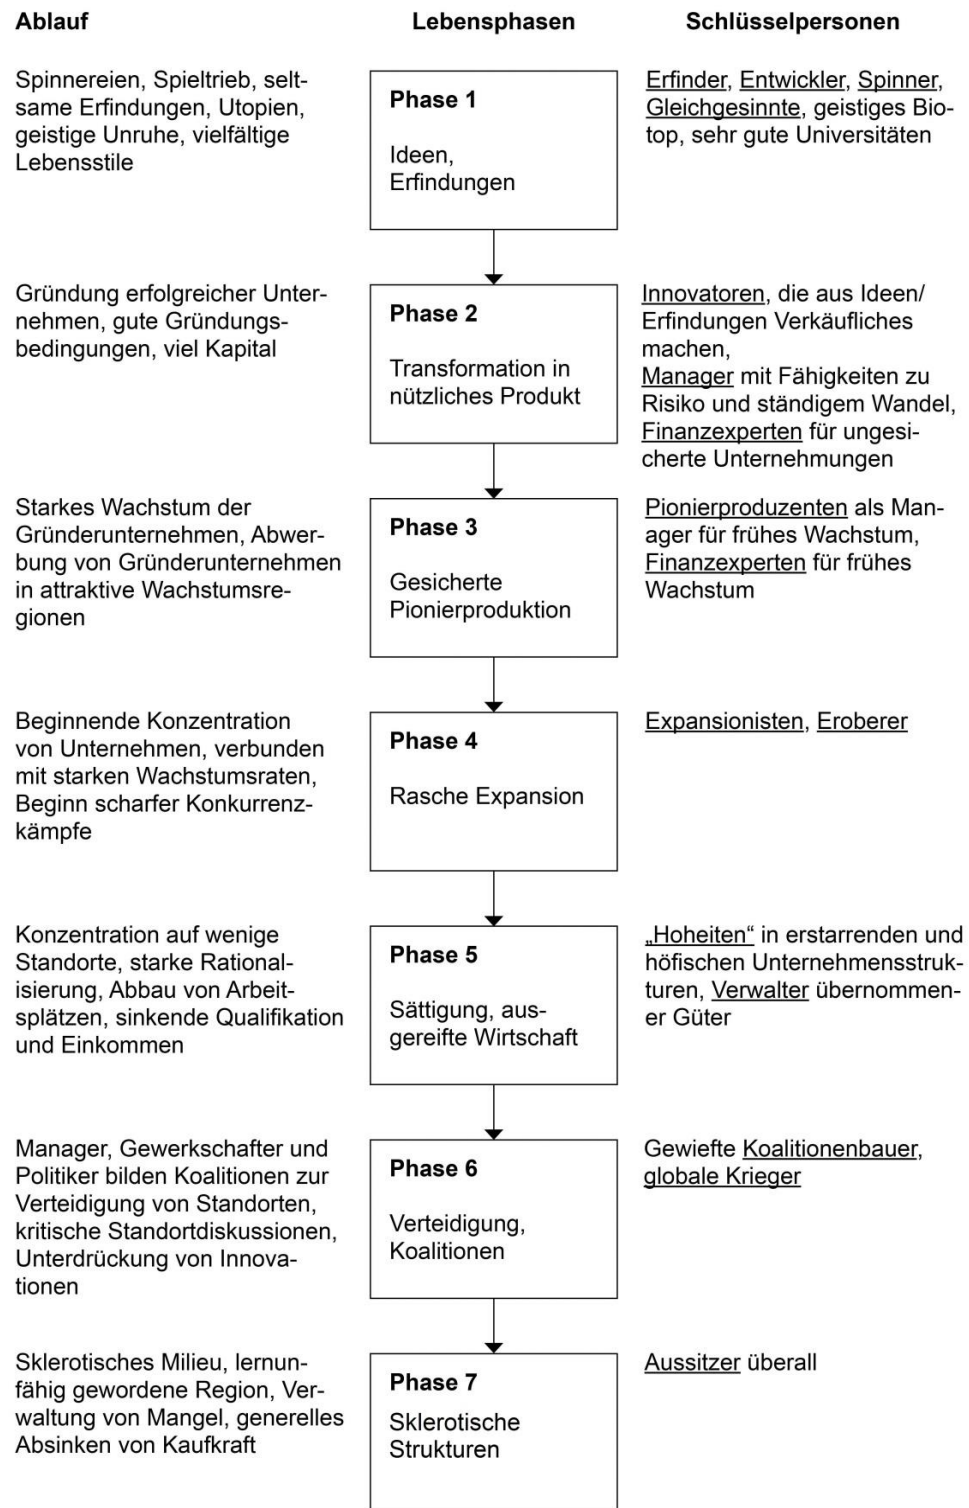 Ablauf
Lebensphasen
Schlüsselpersonen
Spinnereien, Spieltrieb, selt-
same Erfindungen, Utopien,
geistige Unruhe, vielfältige
Lebensstile
Phase 1
Ideen,
Erfindungen
Erfinder, Entwickler, Spinner,
Gleichgesinnte, geistiges Bio-
top, sehr gute Universitäten
Gründung erfolgreicher Unter-
nehmen, gute Gründungs-
bedingungen, viel Kapital
Phase 2
Transformation in
nützliches Produkt
Innovatoren, die aus Ideen/
Erfindungen Verkäufliches
machen,
Manager mit Fähigkeiten zu
Risiko und ständigem Wandel,
Finanzexperten für ungesi-
cherte Unternehmungen
Starkes Wachstum der
Gründerunternehmen, Abwer-
bung von Gründerunternehmen
in attraktive Wachstumsre-
gionen
Phase 3
Gesicherte
Pionierproduktion
Pionierproduzenten als Man-
ager für frühes Wachstum,
Finanzexperten für frühes
Wachstum
Beginnende Konzentration
von Unternehmen, verbunden
mit starken Wachstumsraten,
Beginn scharfer Konkurrenz-
kämpfe
Phase 4
Rasche Expansion
Expansionisten, Eroberer
Konzentration auf wenige
Standorte, starke Rational-
isierung, Abbau von Arbeit-
splätzen, sinkende Qualifikation
und Einkommen
Phase 5
Sättigung, aus-
gereifte Wirtschaft
„Hoheiten“ in erstarrenden und
höfischen Unternehmensstruk-
turen, Verwalter übernommen-
er Güter
Manager, Gewerkschafter und
Politiker bilden Koalitionen zur
Verteidigung von Standorten,
kritische Standortdiskussionen,
Unterdrückung von Innova-
tionen
Phase 6
Verteidigung,
Koalitionen
Gewiefte Koalitionenbauer,
globale Krieger
Sklerotisches Milieu, lernun-
fähig gewordene Region, Ver-
waltung von Mangel, generelles
Absinken von Kaufkraft
Phase 7
Sklerotische
Strukturen
Aussitzer überall